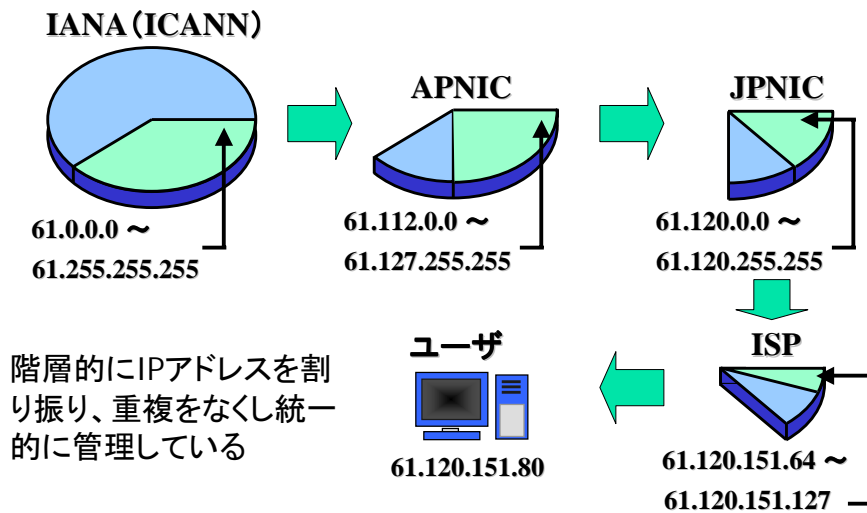 IANA(ICANN)
61.0.0.0 ～
61.255.255.255
APNIC
61.112.0.0 ～
61.127.255.255
JPNIC
61.120.0.0 ～
61.120.255.255
ISP
61.120.151.64 ～
61.120.151.127
ユーザ
61.120.151.80
階層的にIPアドレスを割
り振り、重複をなくし統一
的に管理している